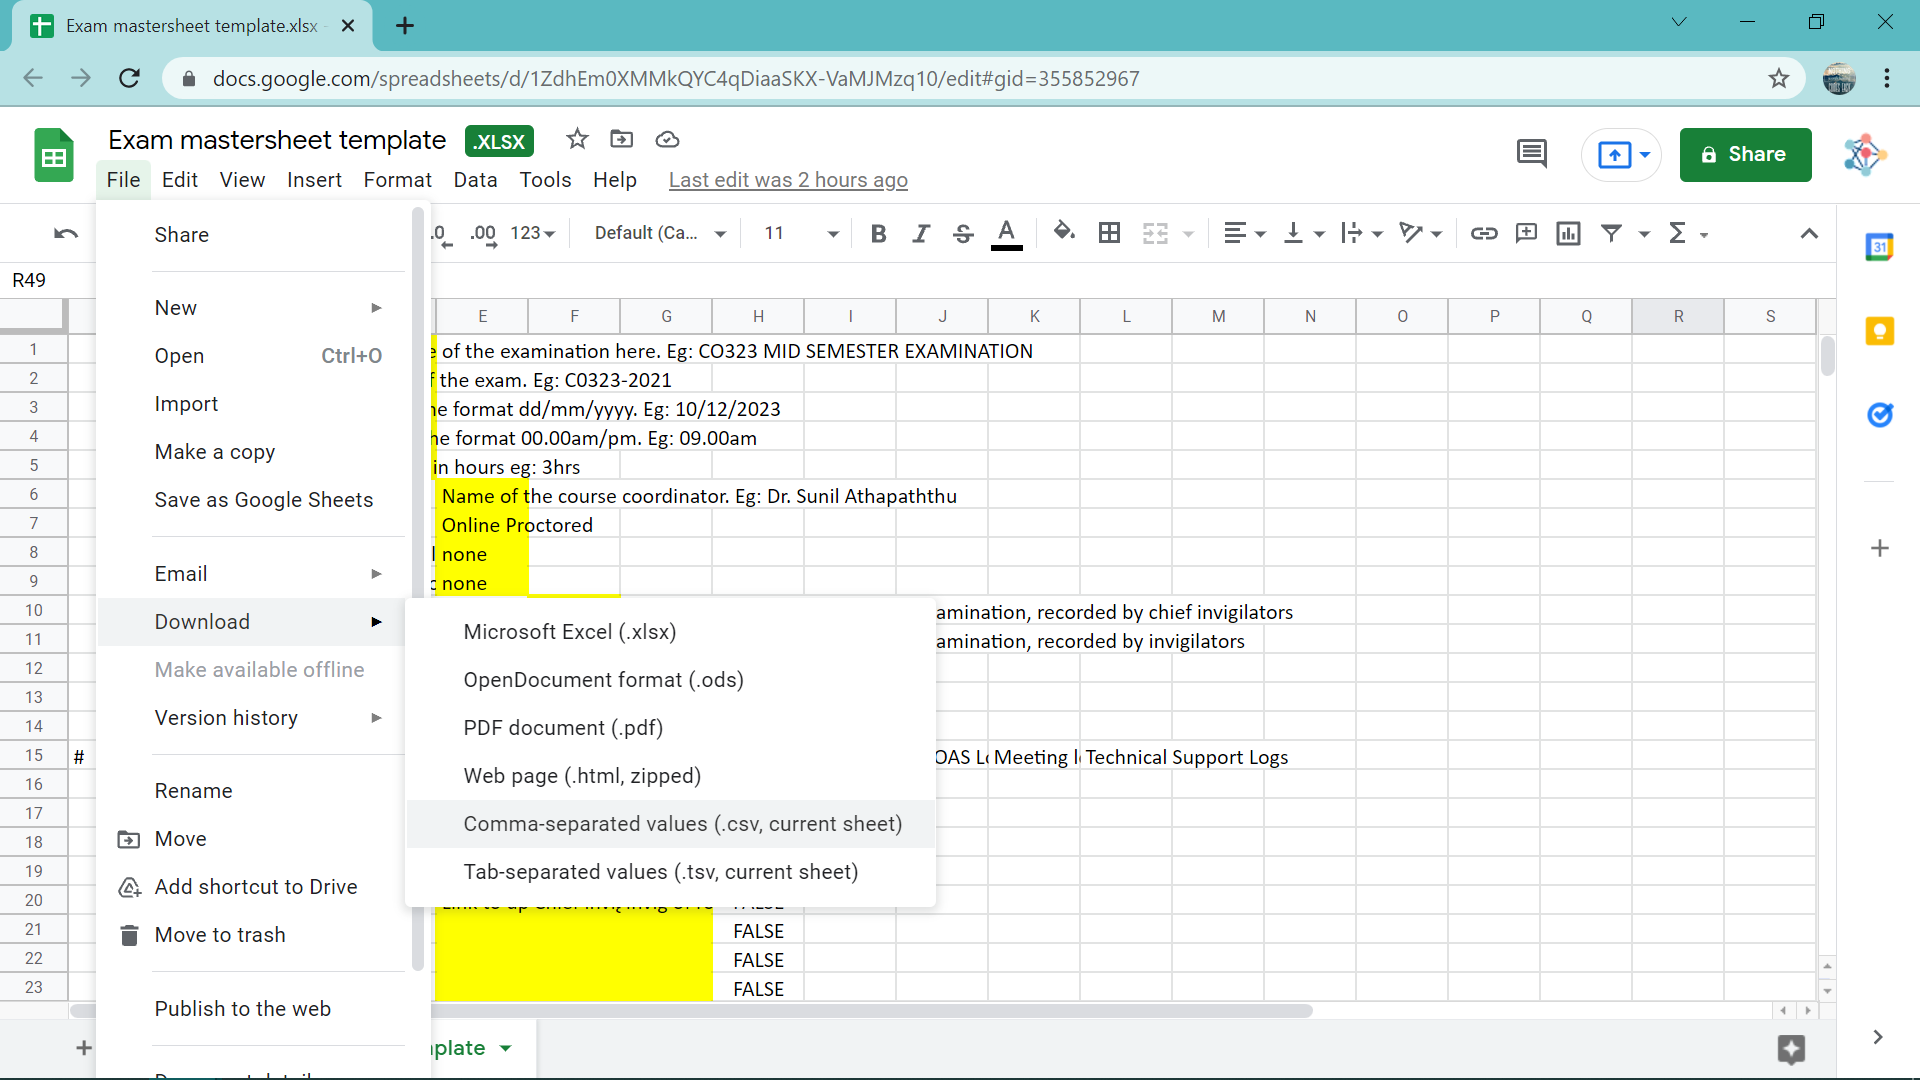 Exam mastersheet template.xlsx -
docs.google.com/spreadsheets/d/1ZdhEm0XMMkQYC4qDiaaSKX-VaMJMzq10/edit#gid=355852967
Exam mastersheet template .XLSX
File Edit View Insert Format Data Tools Help Last edit was 2 hours ago
Share
.0 .00 123 Default (Ca... 11 B I S A Σ
31
R49
E F G H I J K L M N O P Q R S
Share
New
Open Ctrl+O
Import
Make a copy
Save as Google Sheets
Email
Download
Make available offline
Version history
Rename
Move
Add shortcut to Drive
Move to trash
Publish to the web
Microsoft Excel (.xlsx)
OpenDocument format (.ods)
PDF document (.pdf)
Web page (.html, zipped)
Comma-separated values (.csv, current sheet)
Tab-separated values (.tsv, current sheet)
1 of the examination here. Eg: CO323 MID SEMESTER EXAMINATION
2 the exam. Eg: C0323-2021
3 format dd/mm/yyyy. Eg: 10/12/2023
4 format 00.00am/pm. Eg: 09.00am
5 in hours eg: 3hrs
6 Name of the course coordinator. Eg: Dr. Sunil Athapaththu
7 Online Proctored
8 none
9 none
10 amination, recorded by chief invigilators
11 amination, recorded by invigilators
12
13
14
15 # OAS Meeting Technical Support Logs
16
17
18
19
20
21 FALSE
22 FALSE
23 FALSE
+ plate